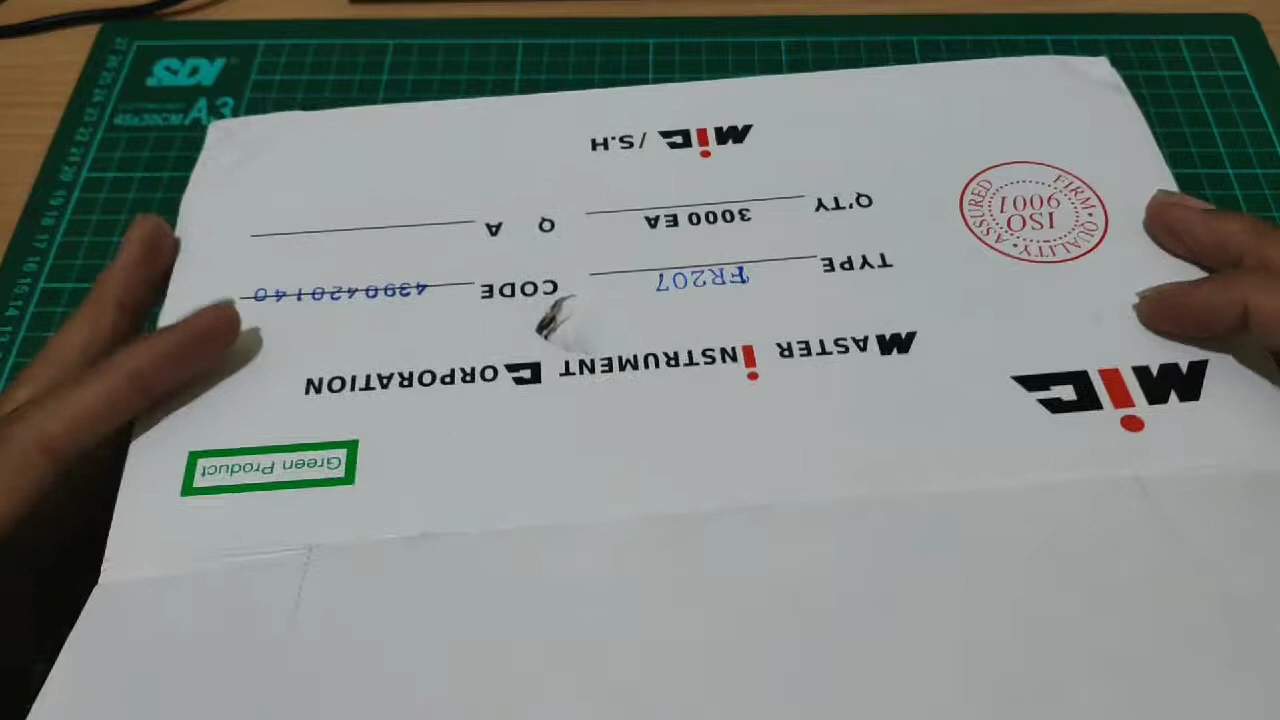 SDI
45x30CM A3
MiC
Green Product
MASTER iNSTRUMENT CORPORATION
TYPE FR207 CODE 4390420140
Q'TY 3000 EA Q A
MiC / S.H
FIRM · QUALITY · ASSURED
ISO
9001